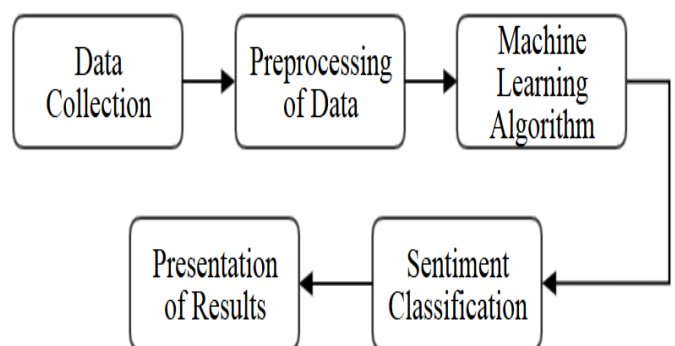 Data
Collection
Preprocessing
of Data
Machine
Learning
Algorithm
Sentiment
Classification
Presentation
of Results